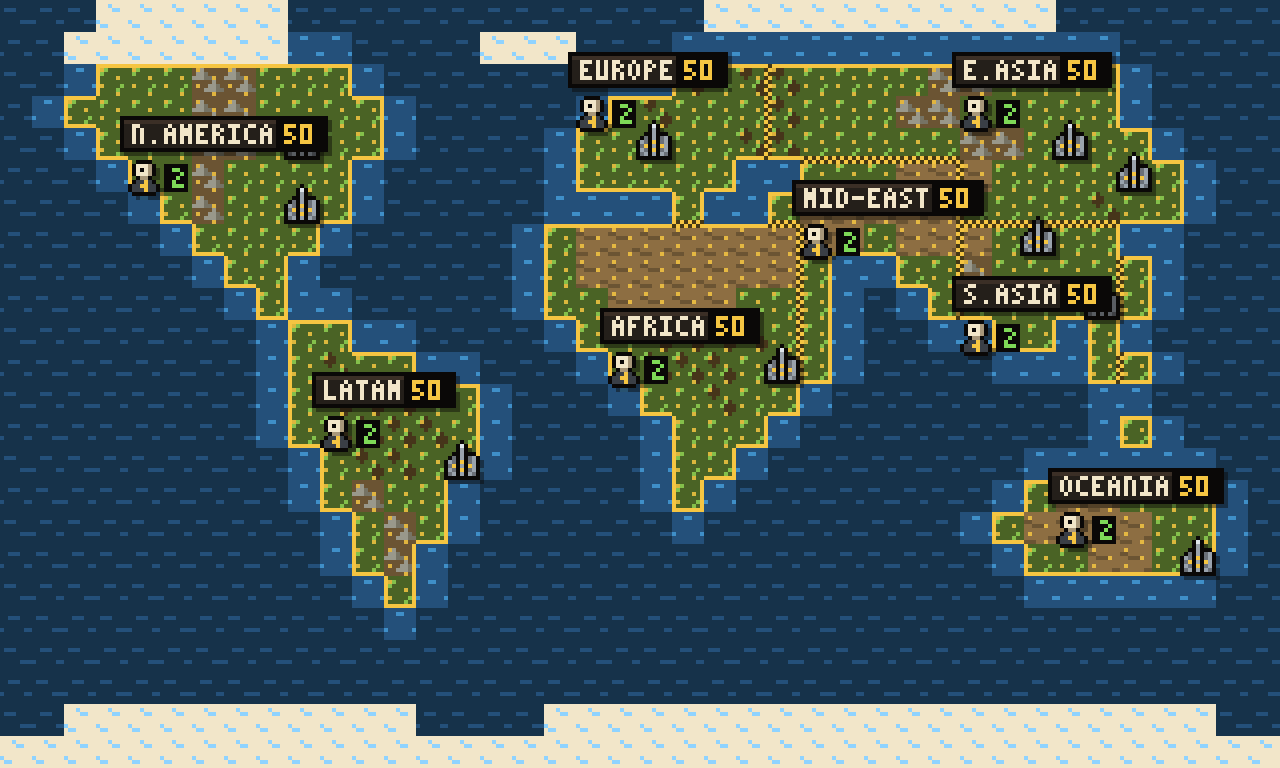 EUROPE 50
E.ASIA 50
2
2
N.AMERICA 50
2
MID-EAST 50
2
S.ASIA 50
AFRICA 50
2
2
LATAM 50
2
OCEANIA 50
2